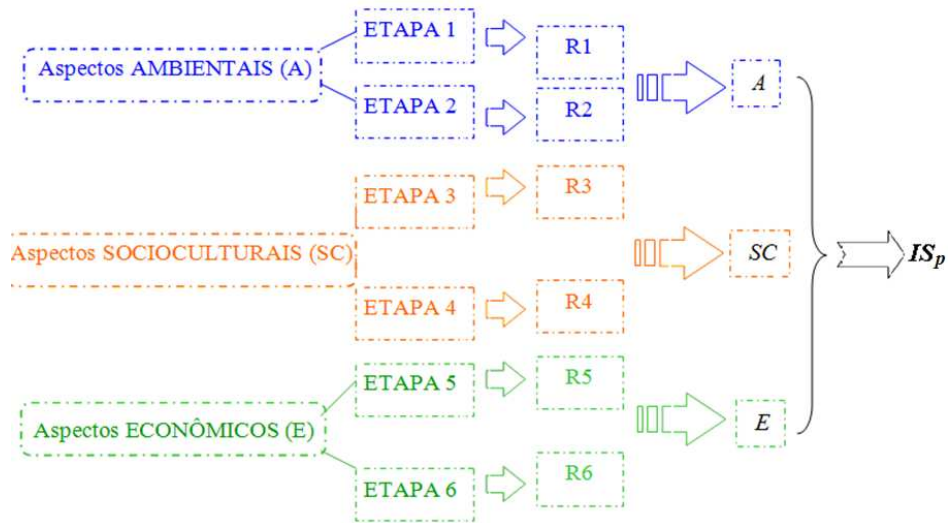 Aspectos AMBIENTAIS (A)
ETAPA 1
R1
ETAPA 2
R2
A
Aspectos SOCIOCULTURAIS (SC)
ETAPA 3
R3
ETAPA 4
R4
SC
Aspectos ECONÔMICOS (E)
ETAPA 5
R5
ETAPA 6
R6
E
ISp